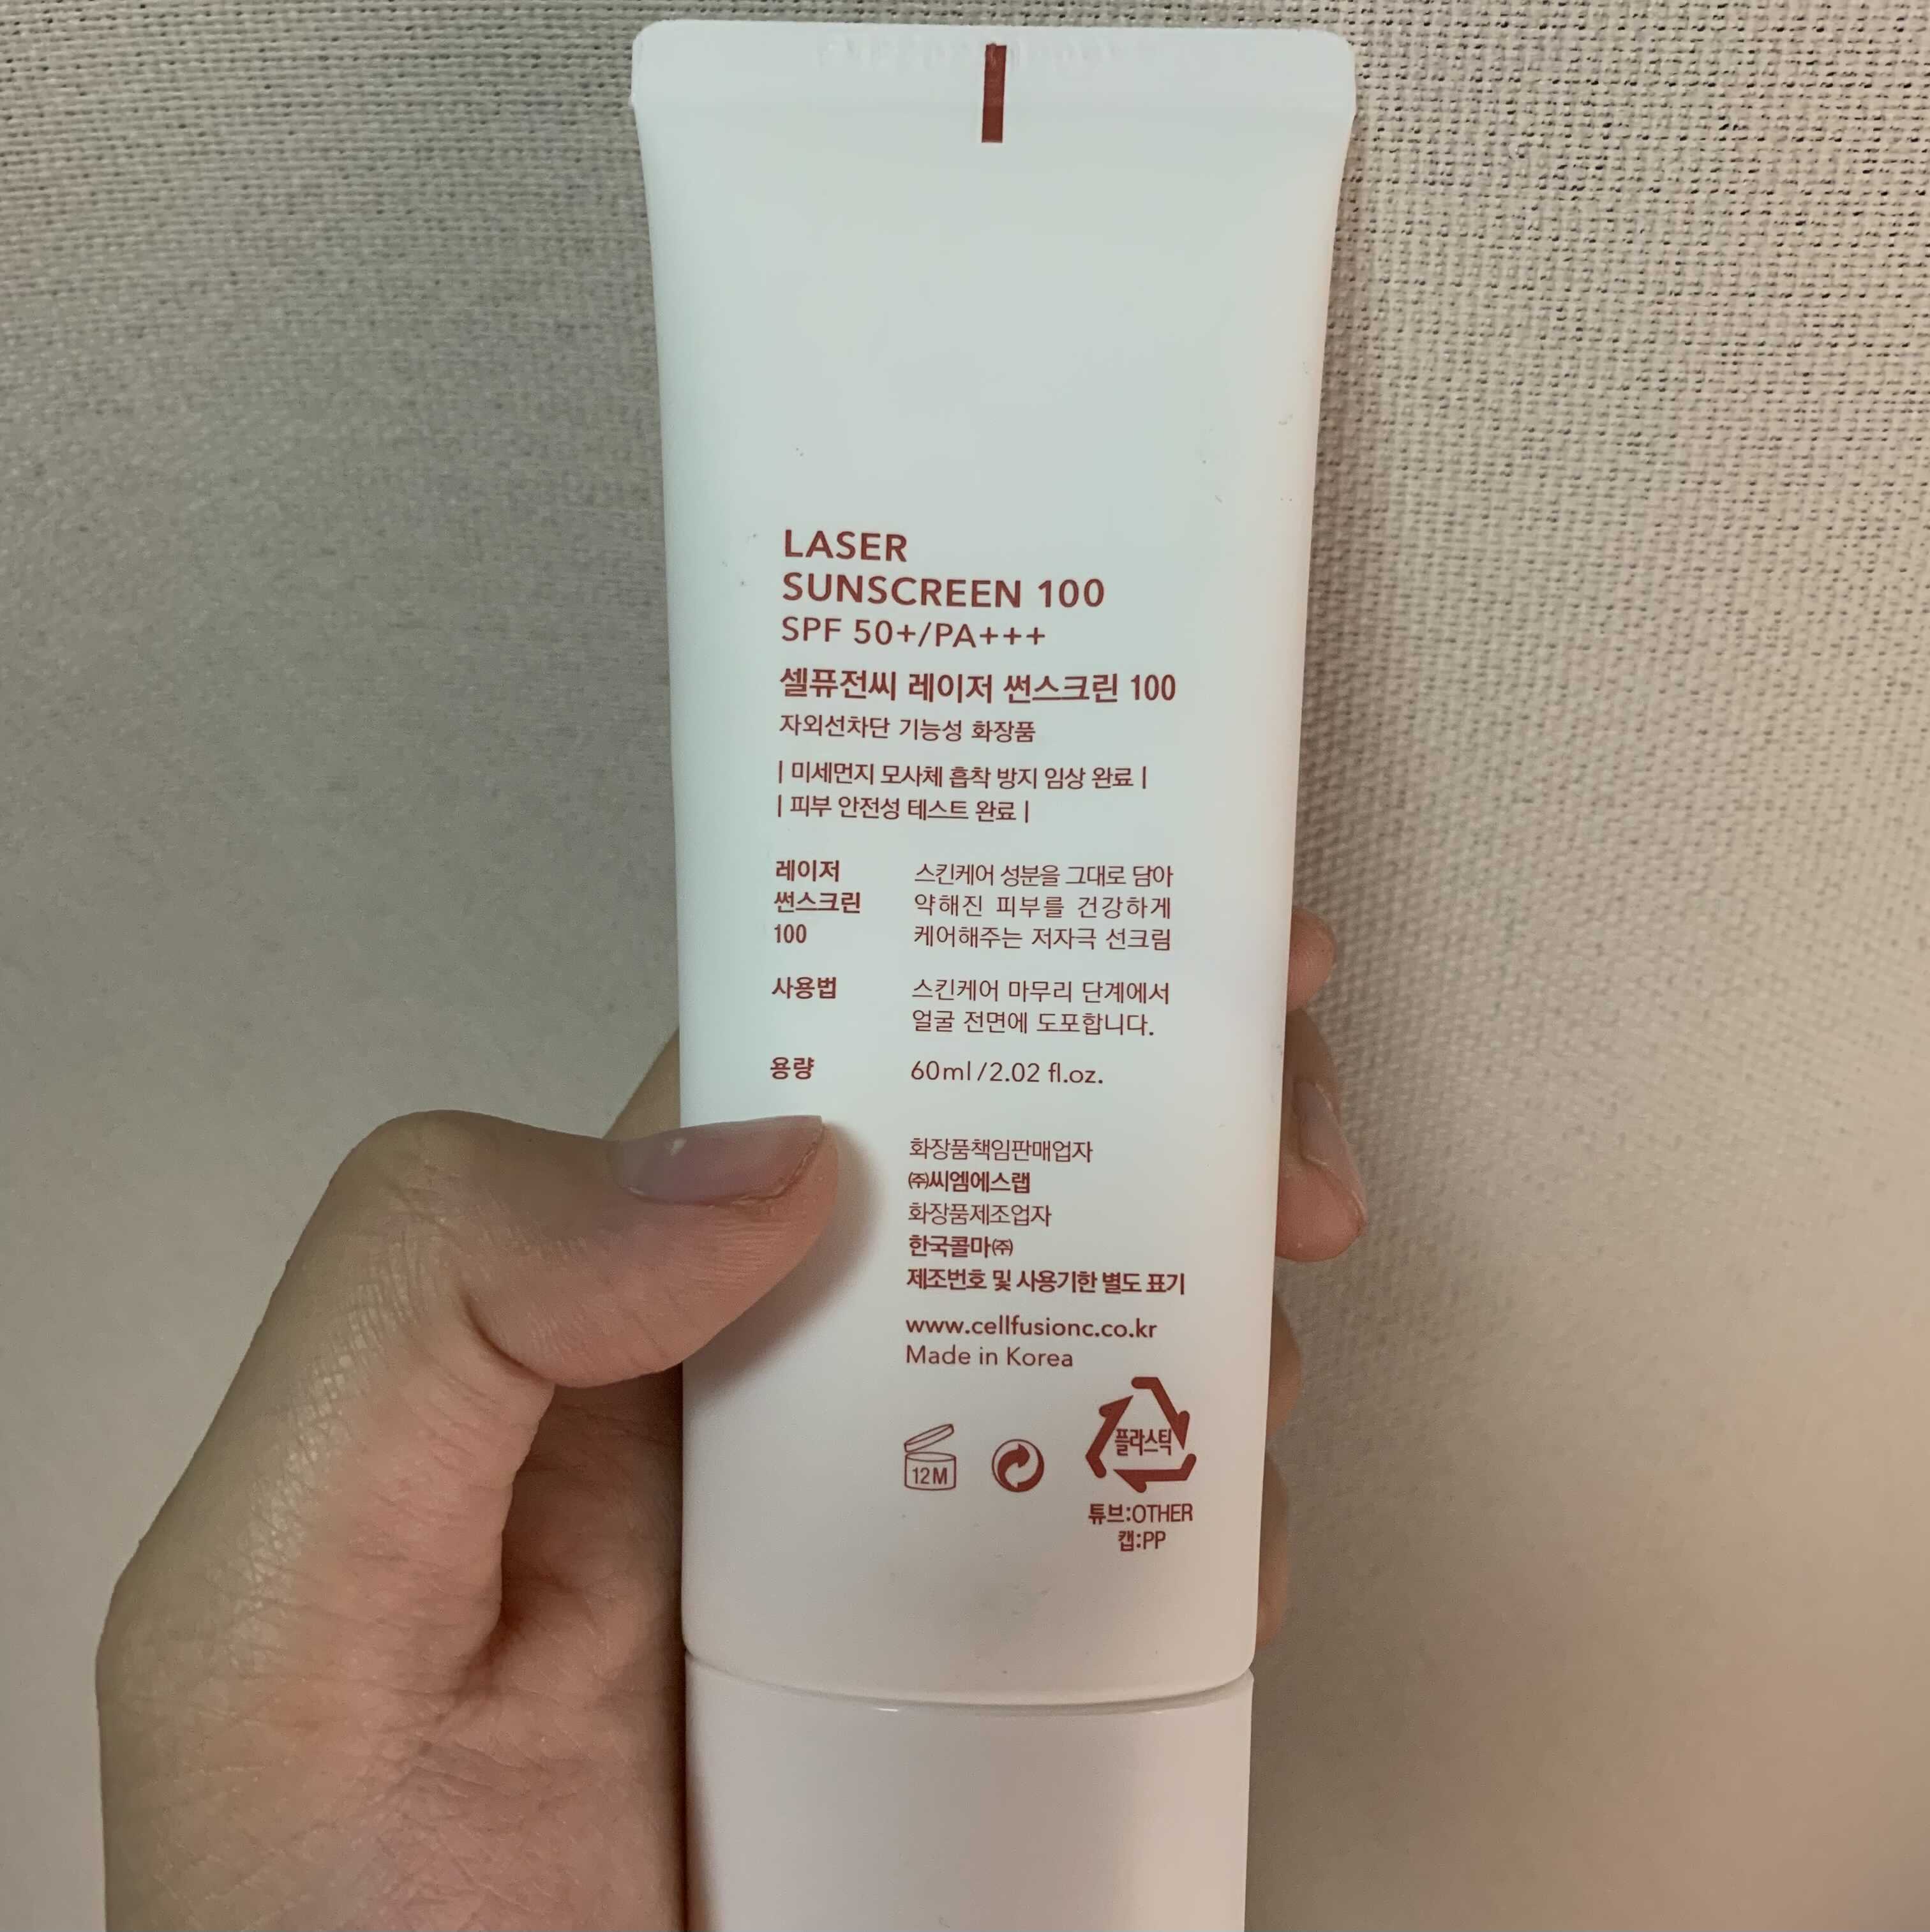 LASER
SUNSCREEN 100
SPF 50+/PA+++
셀퓨전씨 레이저 썬스크린 100
자외선차단 기능성 화장품
| 미세먼지 모사체 흡착 방지 임상 완료 |
| 피부 안전성 테스트 완료 |
레이저
썬스크린
100
스킨케어 성분을 그대로 담아
약해진 피부를 건강하게
케어해주는 저자극 선크림
사용법
스킨케어 마무리 단계에서
얼굴 전면에 도포합니다.
용량
60ml/2.02 fl.oz.
화장품책임판매업자
㈜씨엠에스랩
화장품제조업자
한국콜마㈜
제조번호 및 사용기한 별도 표기
www.cellfusionc.co.kr
Made in Korea
12M
플라스틱
튜브:OTHER
캡:PP